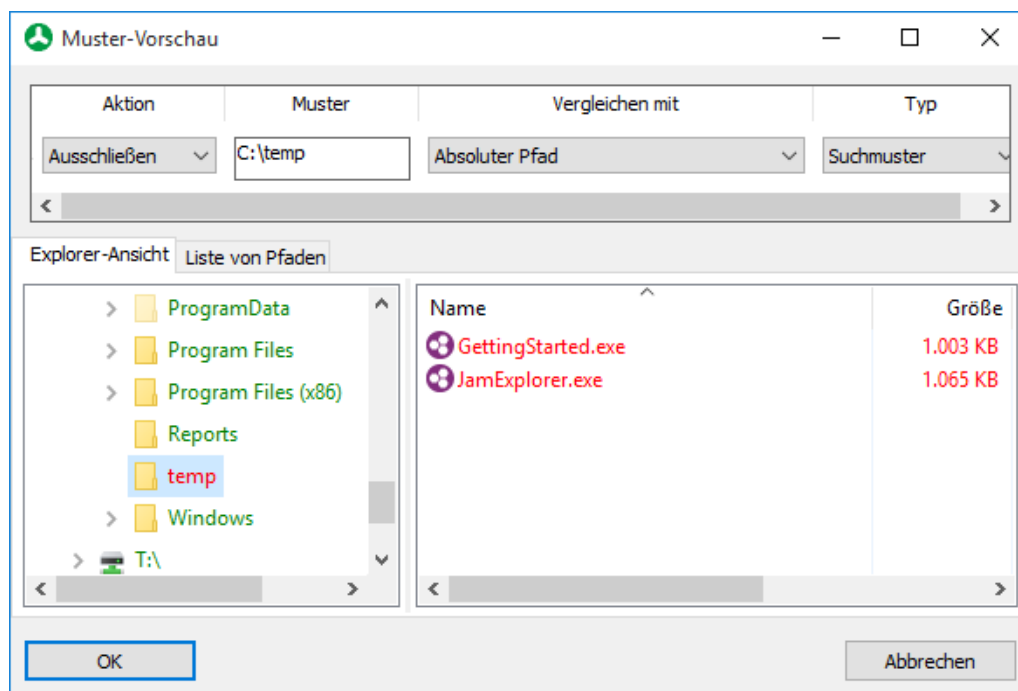 Muster-Vorschau
Aktion Muster Vergleichen mit Typ
Ausschließen C:\temp Absoluter Pfad Suchmuster
Explorer-Ansicht Liste von Pfaden
ProgramData
Program Files
Program Files (x86)
Reports
temp
Windows
T:\
Name Größe
GettingStarted.exe 1.003 KB
JamExplorer.exe 1.065 KB
OK Abbrechen